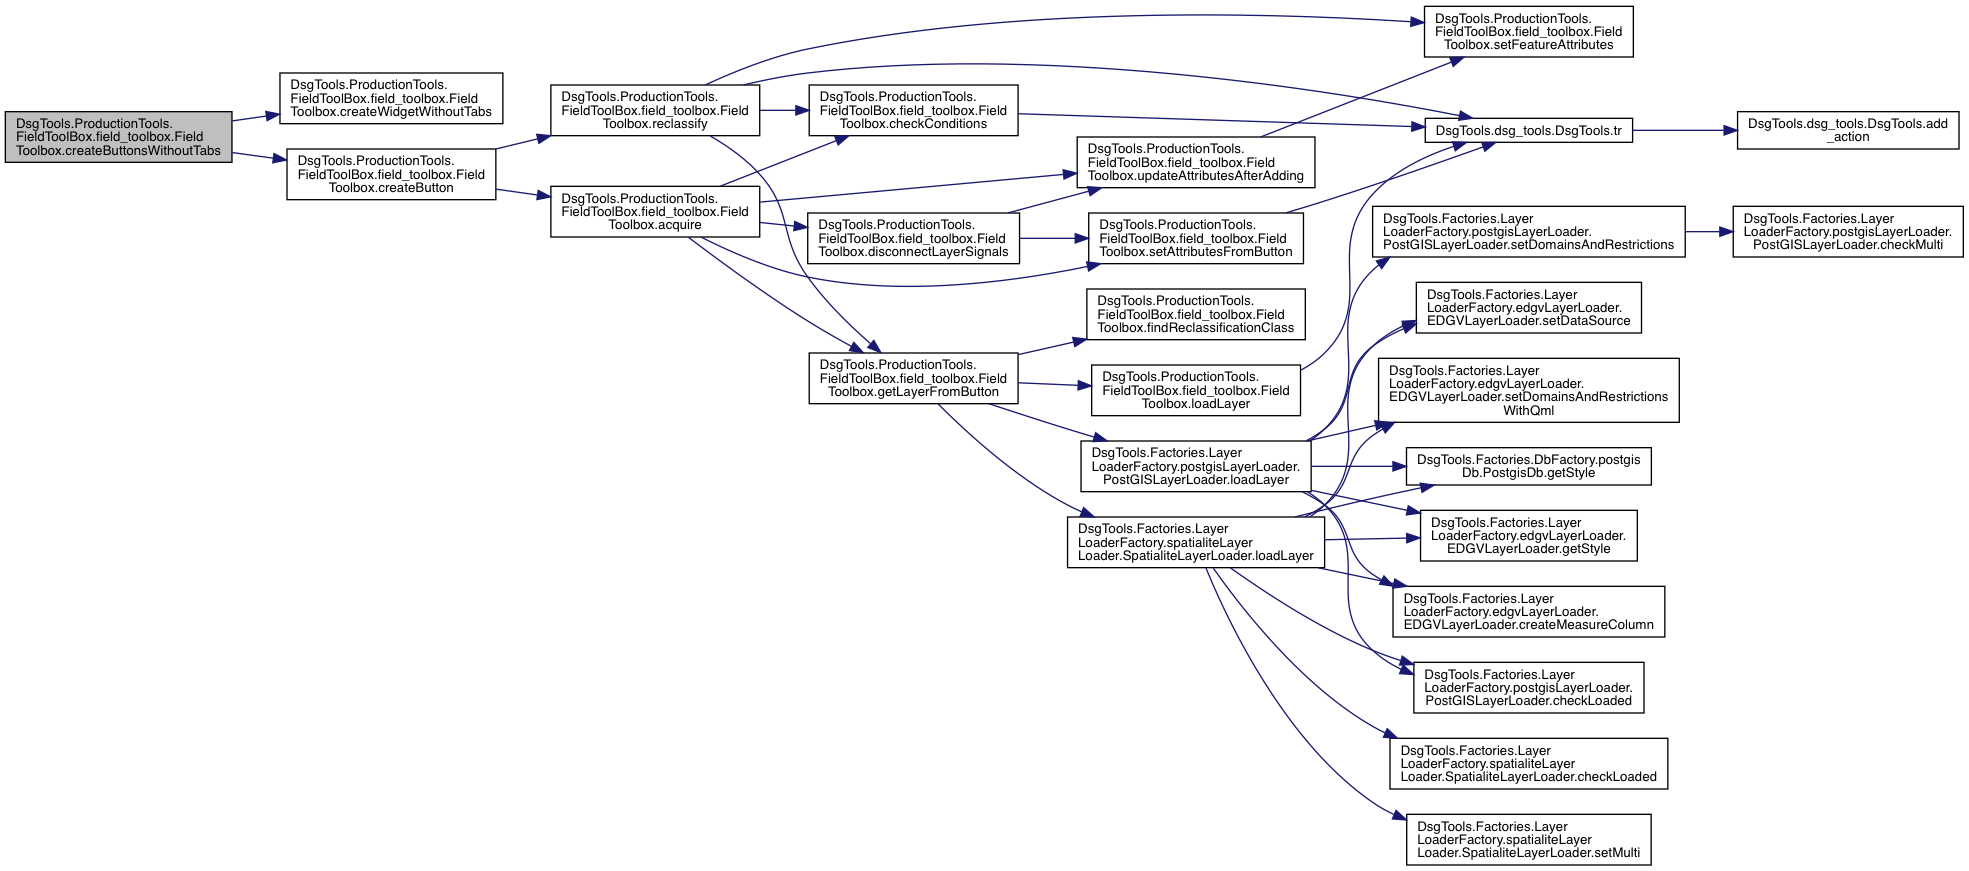 DsgTools.ProductionTools.
FieldToolBox.field_toolbox.Field
Toolbox.createButtonsWithoutTabs
DsgTools.ProductionTools.
FieldToolBox.field_toolbox.Field
Toolbox.createWidgetWithoutTabs
DsgTools.ProductionTools.
FieldToolBox.field_toolbox.Field
Toolbox.createButton
DsgTools.ProductionTools.
FieldToolBox.field_toolbox.Field
Toolbox.reclassify
DsgTools.ProductionTools.
FieldToolBox.field_toolbox.Field
Toolbox.acquire
DsgTools.ProductionTools.
FieldToolBox.field_toolbox.Field
Toolbox.checkConditions
DsgTools.ProductionTools.
FieldToolBox.field_toolbox.Field
Toolbox.disconnectLayerSignals
DsgTools.ProductionTools.
FieldToolBox.field_toolbox.Field
Toolbox.getLayerFromButton
DsgTools.ProductionTools.
FieldToolBox.field_toolbox.Field
Toolbox.updateAttributesAfterAdding
DsgTools.ProductionTools.
FieldToolBox.field_toolbox.Field
Toolbox.setAttributesFromButton
DsgTools.ProductionTools.
FieldToolBox.field_toolbox.Field
Toolbox.findReclassificationClass
DsgTools.ProductionTools.
FieldToolBox.field_toolbox.Field
Toolbox.loadLayer
DsgTools.Factories.Layer
LoaderFactory.postgisLayerLoader.
PostGISLayerLoader.loadLayer
DsgTools.Factories.Layer
LoaderFactory.spatialiteLayer
Loader.SpatialiteLayerLoader.loadLayer
DsgTools.ProductionTools.
FieldToolBox.field_toolbox.Field
Toolbox.setFeatureAttributes
DsgTools.dsg_tools.DsgTools.tr
DsgTools.Factories.Layer
LoaderFactory.postgisLayerLoader.
PostGISLayerLoader.setDomainsAndRestrictions
DsgTools.Factories.Layer
LoaderFactory.edgvLayerLoader.
EDGVLayerLoader.setDataSource
DsgTools.Factories.Layer
LoaderFactory.edgvLayerLoader.
EDGVLayerLoader.setDomainsAndRestrictions
WithQml
DsgTools.Factories.DbFactory.postgis
Db.PostgisDb.getStyle
DsgTools.Factories.Layer
LoaderFactory.edgvLayerLoader.
EDGVLayerLoader.getStyle
DsgTools.Factories.Layer
LoaderFactory.edgvLayerLoader.
EDGVLayerLoader.createMeasureColumn
DsgTools.Factories.Layer
LoaderFactory.postgisLayerLoader.
PostGISLayerLoader.checkLoaded
DsgTools.Factories.Layer
LoaderFactory.spatialiteLayer
Loader.SpatialiteLayerLoader.checkLoaded
DsgTools.Factories.Layer
LoaderFactory.spatialiteLayer
Loader.SpatialiteLayerLoader.setMulti
DsgTools.dsg_tools.DsgTools.add
_action
DsgTools.Factories.Layer
LoaderFactory.postgisLayerLoader.
PostGISLayerLoader.checkMulti